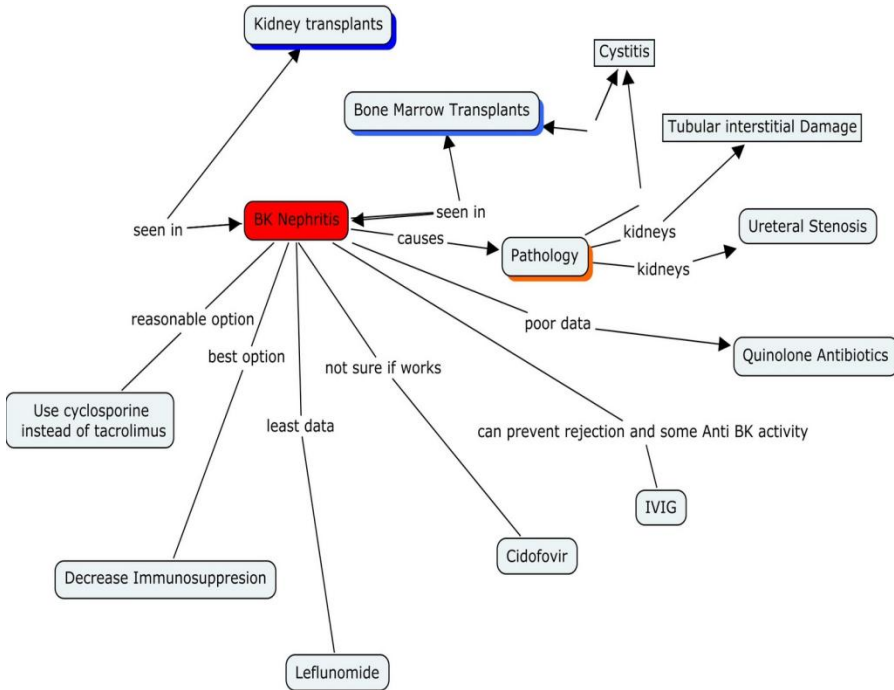 Kidney transplants
Cystitis
Bone Marrow Transplants
Tubular interstitial Damage
seen in
BK Nephritis
seen in
causes
Pathology
kidneys
kidneys
Ureteral Stenosis
reasonable option
best option
not sure if works
poor data
Quinolone Antibiotics
Use cyclosporine
instead of tacrolimus
least data
can prevent rejection and some Anti BK activity
IVIG
Cidofovir
Decrease Immunosuppresion
Leflunomide